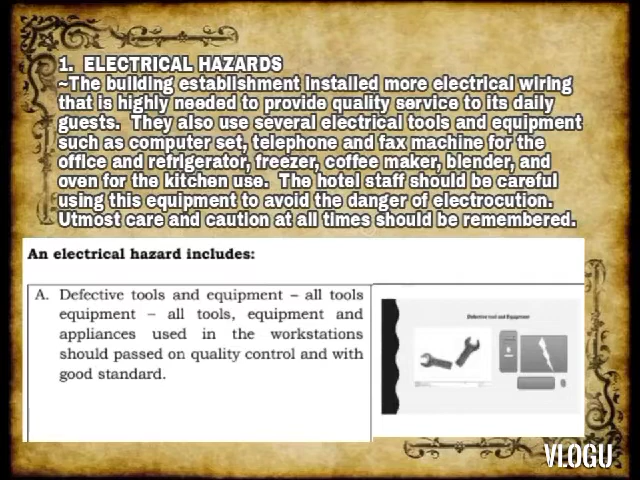 1. ELECTRICAL HAZARDS
~The building establishment installed more electrical wiring
that is highly needed to provide quality service to its daily
guests. They also use several electrical tools and equipment
such as computer set, telephone and fax machine for the
office and refrigerator, freezer, coffee maker, blender, and
oven for the kitchen use. The hotel staff should be careful
using this equipment to avoid the danger of electrocution.
Utmost care and caution at all times should be remembered.
An electrical hazard includes:
A. Defective tools and equipment – all tools
equipment – all tools, equipment and
appliances used in the workstations
should passed on quality control and with
good standard.
Defective tool and Equipment
VLOGU